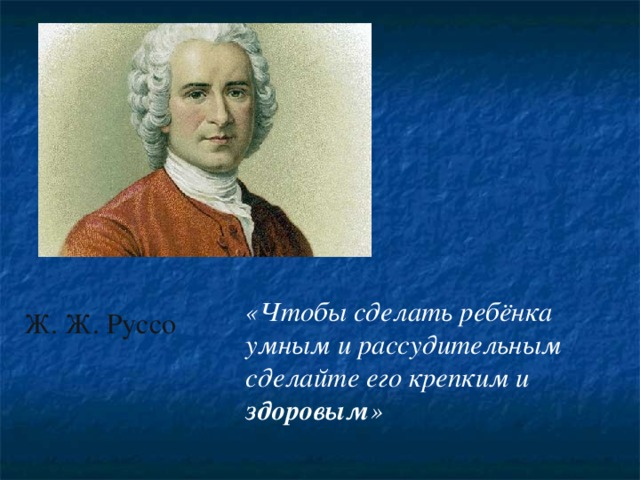 Ж. Ж. Руссо
«Чтобы сделать ребёнка
умным и рассудительным
сделайте его крепким и
здоровым»